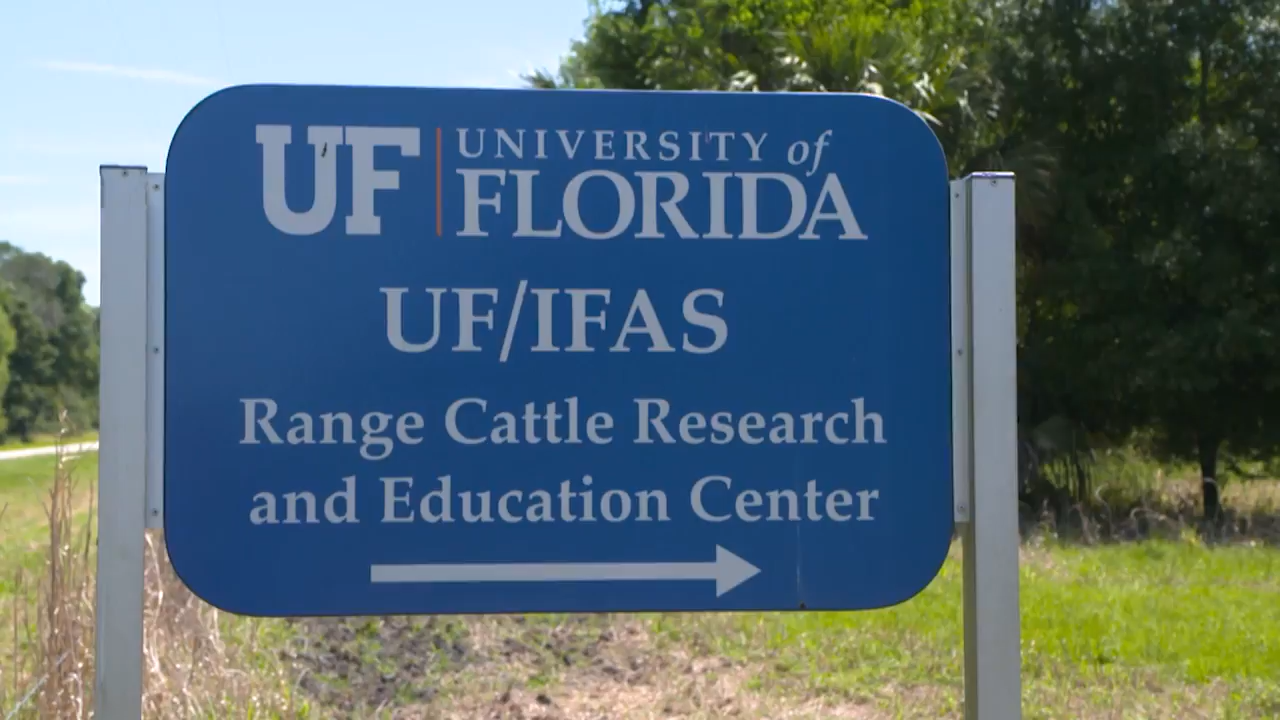 UF UNIVERSITY of
FLORIDA
UF/IFAS
Range Cattle Research
and Education Center